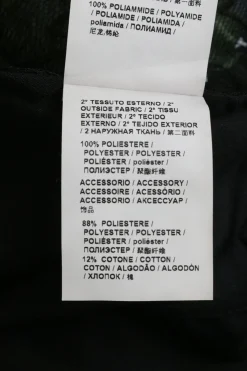 100% POLIAMMIDE / POLYAMIDE
/ POLIAMIDE / POLIAMIDA /
poliamida / ПОЛИАМИД /
尼龙,锦纶
2° TESSUTO ESTERNO / 2°
OUTSIDE FABRIC / 2° TISSU
EXTERIEUR / 2° TECIDO
EXTERNO / 2° TEJIDO EXTERIOR
/ 2 НАРУЖНАЯ ТКАНЬ / 第二面料
100% POLIESTERE /
POLYESTER / POLYESTER /
POLIÉSTER / poliéster /
ПОЛИЭСТЕР / 聚酯纤维
ACCESSORIO / ACCESSORY /
ACCESSOIRE / ACESSÓRIO /
ACCESORIO / АКСЕССУАР /
饰品
88% POLIESTERE /
POLYESTER / POLYESTER /
POLIÉSTER / poliéster /
ПОЛИЭСТЕР / 聚酯纤维
12% COTONE / COTTON /
COTON / ALGODÃO / ALGODÓN
/ ХЛОПОК / 棉